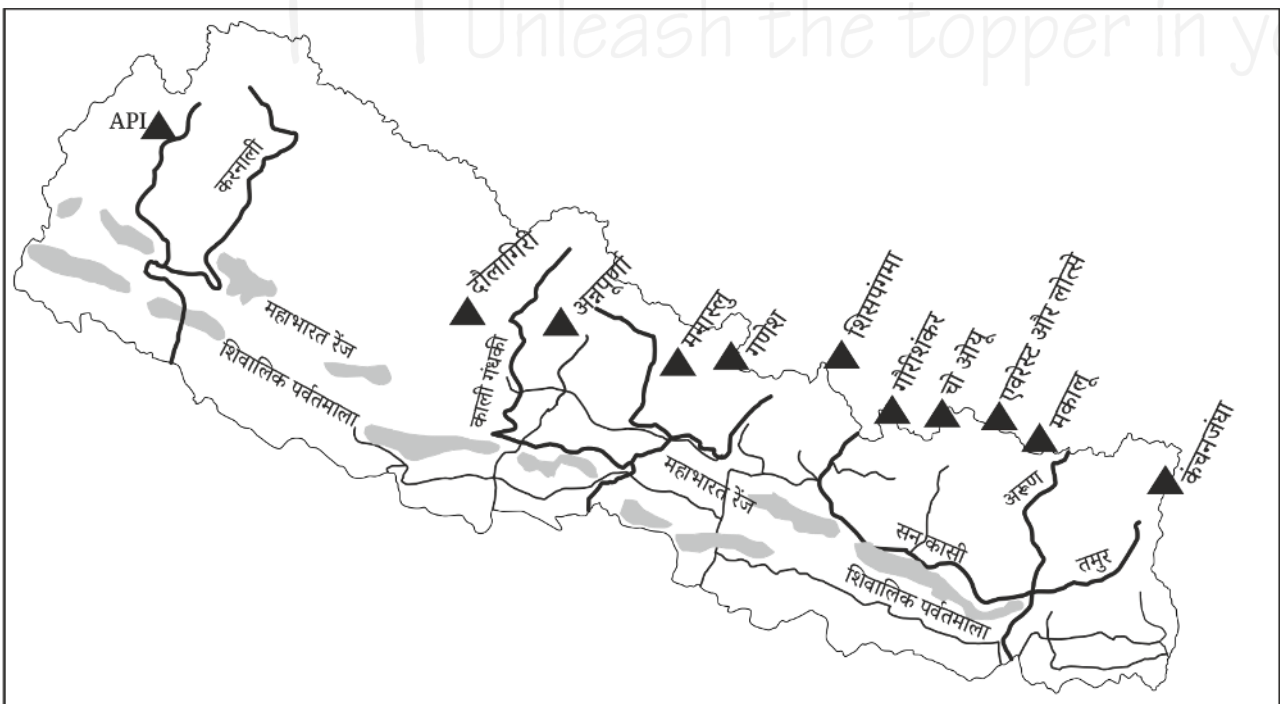 Unleash the topper in y
API
करनाली
महाभारत रेंज
शिवालिक पर्वतमाला
दौलागिरी
काली गंधकी
अन्नपूर्णा
मनास्लु
गणेश
शिसपंगमा
गौरीशंकर
चो ओयू
एवरेस्ट और लोत्से
मकालू
कंचनजंघा
महाभारत रेंज
अरूण
सन कासी
तमुर
शिवालिक पर्वतमाला